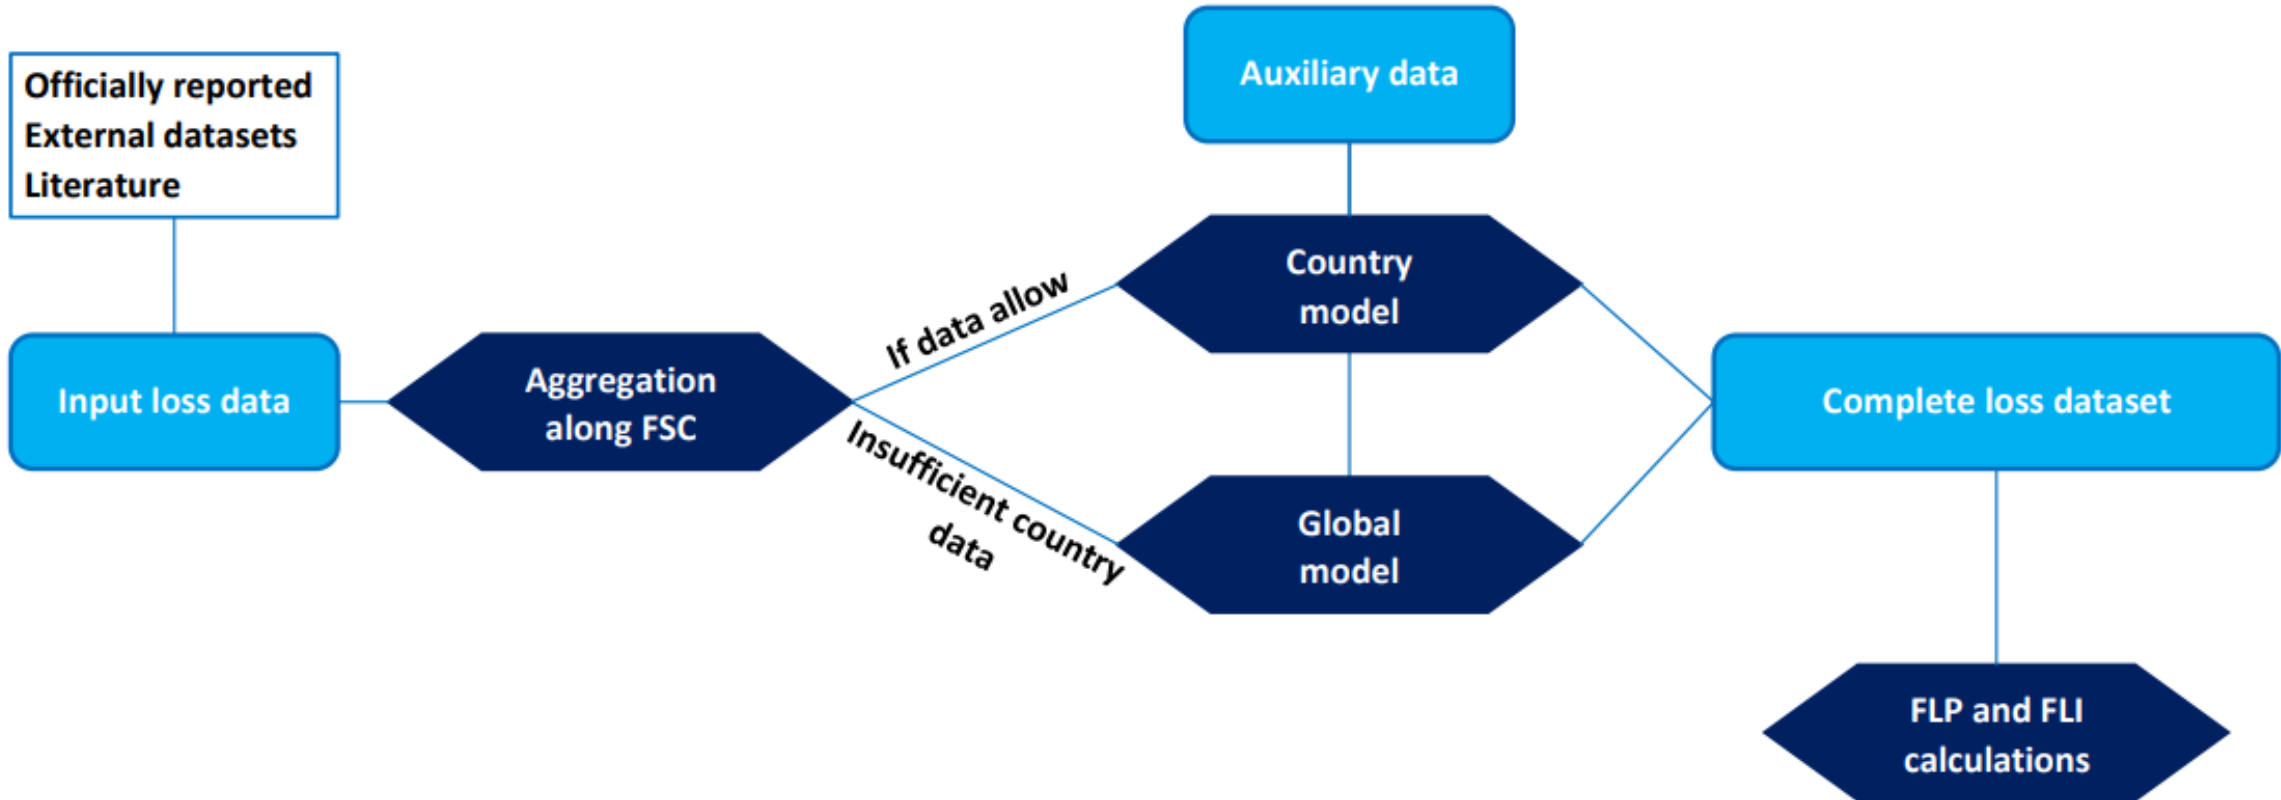 Officially reported
External datasets
Literature
Auxiliary data
Input loss data
Aggregation
along FSC
If data allow
Insufficient country
data
Country
model
Global
model
Complete loss dataset
FLP and FLI
calculations